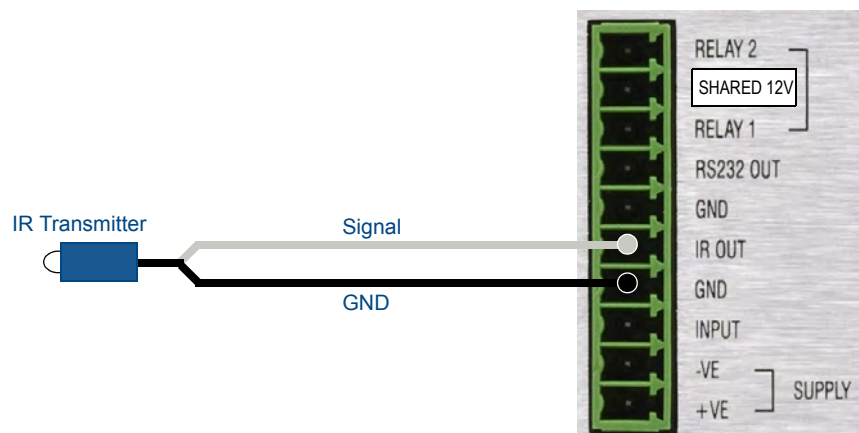 RELAY 2
SHARED 12V
RELAY 1
RS232 OUT
GND
IR Transmitter
Signal
IR OUT
GND
GND
INPUT
-VE
SUPPLY
+VE